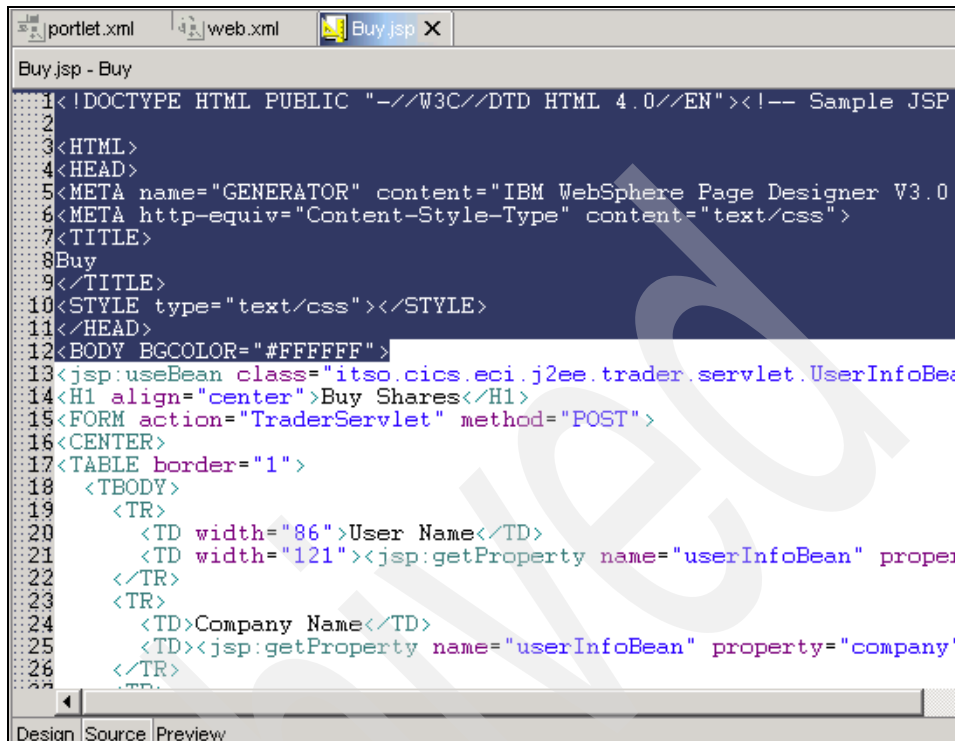 portlet.xml web.xml Buy.jsp X
Buy.jsp - Buy
1<!DOCTYPE HTML PUBLIC "-//W3C//DTD HTML 4.0//EN"><!-- Sample JSP
2
3<HTML>
4<HEAD>
5<META name="GENERATOR" content="IBM WebSphere Page Designer V3.0
6<META http-equiv="Content-Style-Type" content="text/css">
7<TITLE>
8Buy
9</TITLE>
10<STYLE type="text/css"></STYLE>
11</HEAD>
12<BODY BGCOLOR="#FFFFFF">
13<jsp:useBean class="itso.cics.eci.j2ee.trader.servlet.UserInfoBea
14<H1 align="center">Buy Shares</H1>
15<FORM action="TraderServlet" method="POST">
16<CENTER>
17<TABLE border="1">
18 <TBODY>
19 <TR>
20 <TD width="86">User Name</TD>
21 <TD width="121"><jsp:getProperty name="userInfoBean" proper
22 </TR>
23 <TR>
24 <TD>Company Name</TD>
25 <TD><jsp:getProperty name="userInfoBean" property="company"
26 </TR>
Design Source Preview